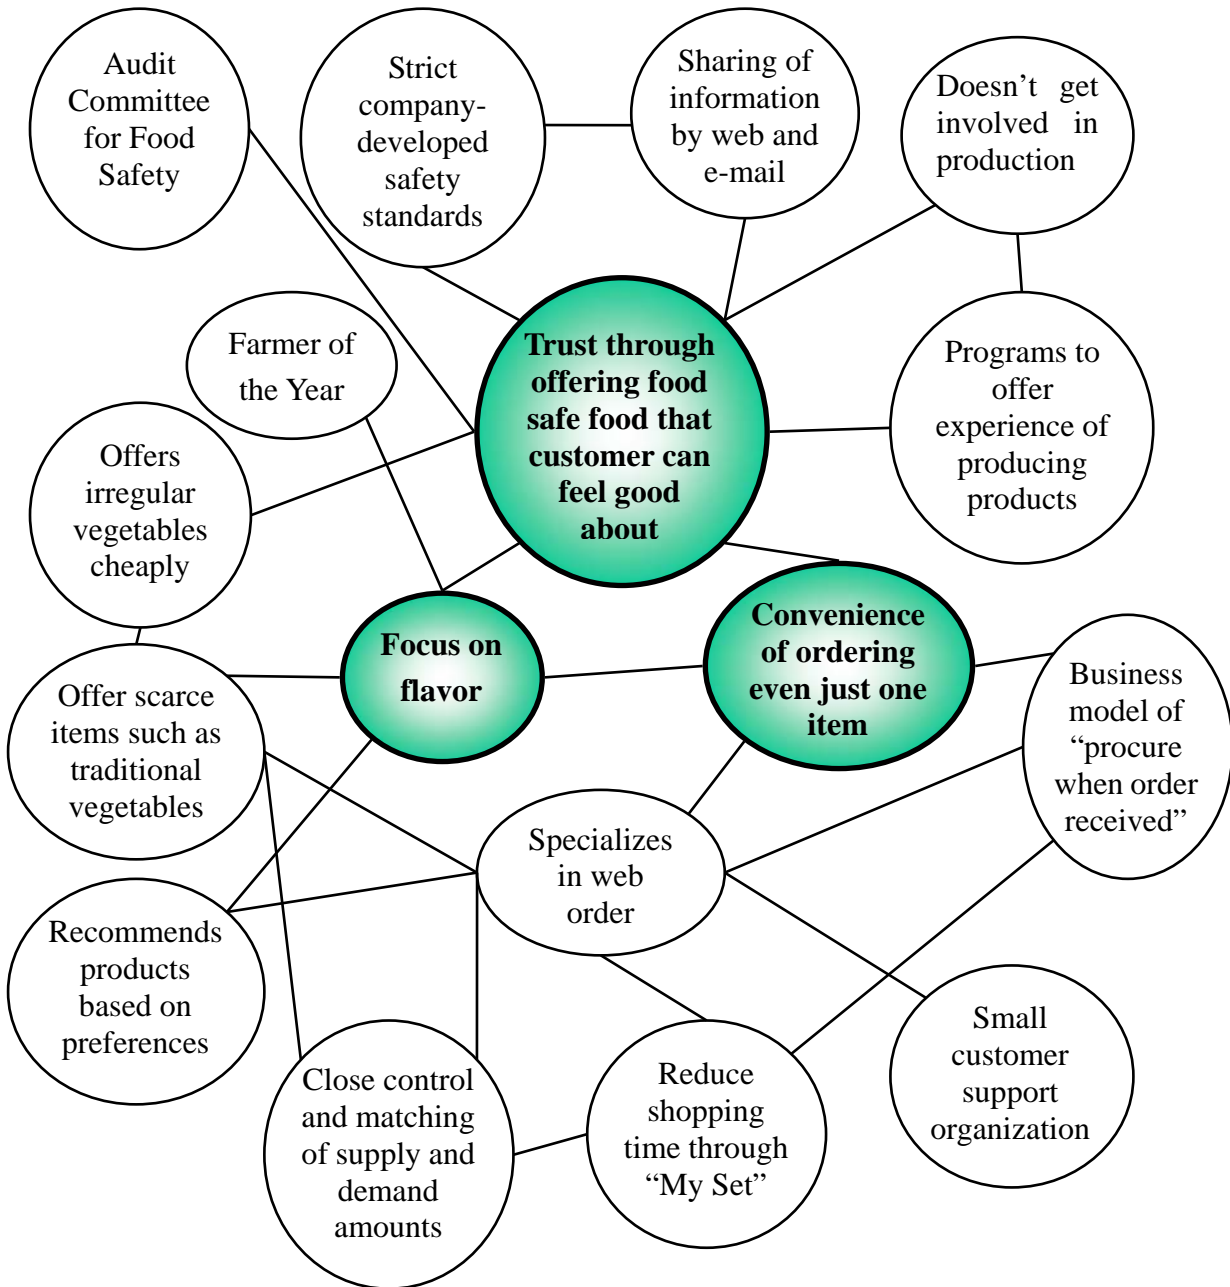 Audit
Committee
for Food
Safety
Strict
company-
developed
safety
standards
Sharing of
information
by web and
e-mail
Doesn’t get
involved in
production
Farmer of
the Year
Trust through
offering food
safe food that
customer can
feel good
about
Programs to
offer
experience of
producing
products
Offers
irregular
vegetables
cheaply
Focus on
flavor
Convenience
of ordering
even just one
item
Offer scarce
items such as
traditional
vegetables
Business
model of
“procure
when order
received”
Specializes
in web
order
Recommends
products
based on
preferences
Close control
and matching
of supply and
demand
amounts
Reduce
shopping
time through
“My Set”
Small
customer
support
organization